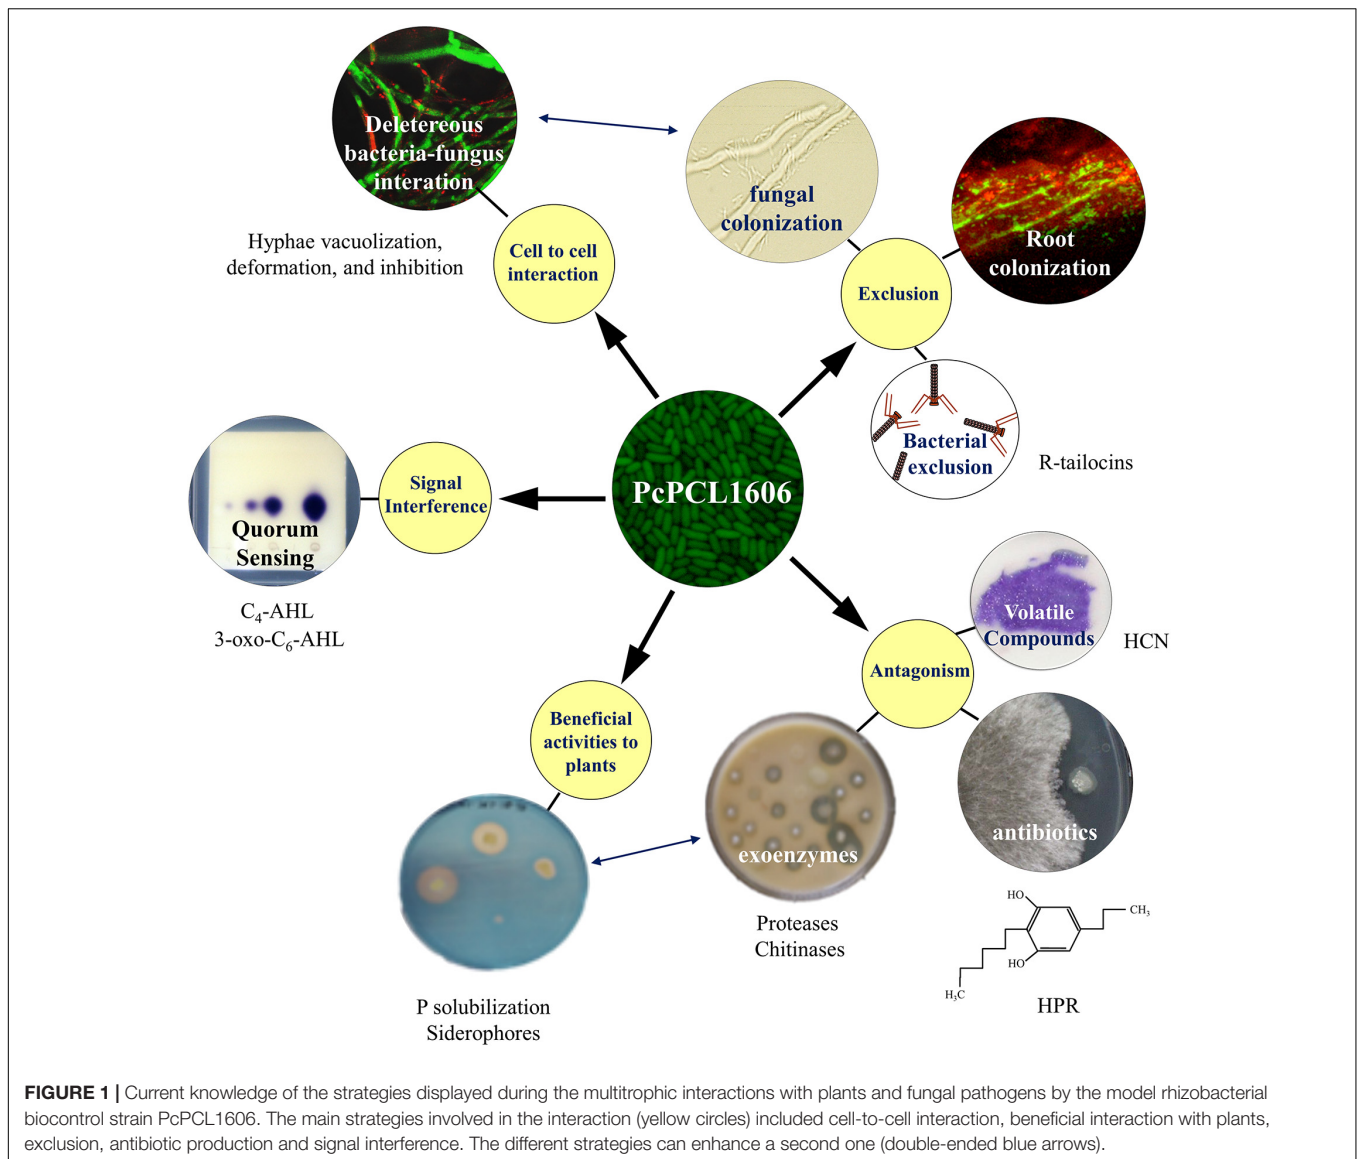 Deletereous
bacteria-fungus
interation
Hyphae vacuolization,
deformation, and inhibition
Cell to cell
interaction
fungal
colonization
Root
colonization
Exclusion
Bacterial
exclusion
R-tailocins
PcPCL1606
Signal
Interference
Quorum
Sensing
C₄-AHL
3-oxo-C₆-AHL
Volatile
Compounds
HCN
Antagonism
Beneficial
activities to
plants
exoenzymes
Proteases
Chitinases
antibiotics
HO
CH₃
HO
H₃C
HPR
P solubilization
Siderophores
FIGURE 1 | Current knowledge of the strategies displayed during the multitrophic interactions with plants and fungal pathogens by the model rhizobacterial
biocontrol strain PcPCL1606. The main strategies involved in the interaction (yellow circles) included cell-to-cell interaction, beneficial interaction with plants,
exclusion, antibiotic production and signal interference. The different strategies can enhance a second one (double-ended blue arrows).